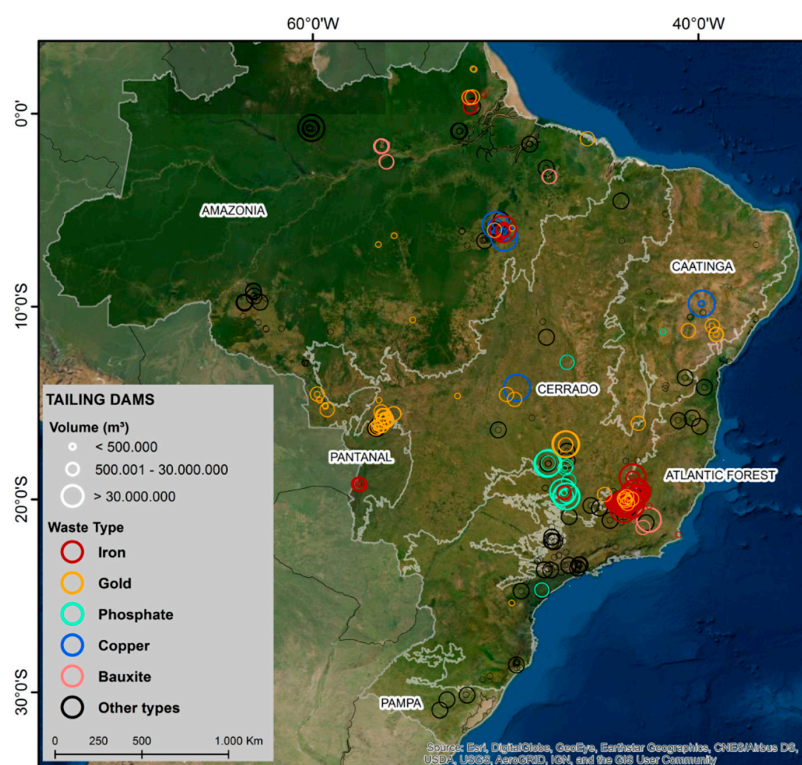 60°0'W 40°0'W
0°0'
AMAZONIA
CAATINGA
10°0'S
TAILING DAMS
Volume (m³)
< 500.000
CERRADO
500.001 - 30.000.000
PANTANAL
ATLANTIC FOREST
> 30.000.000
20°0'S
Waste Type
Iron
Gold
Phosphate
Copper
Bauxite
30°0'S
PAMPA
Other types
0 250 500 1.000 Km
Source: Esri, DigitalGlobe, GeoEye, Earthstar Geographics, CNES/Airbus DS,
USDA, USGS, AeroGRID, IGN, and the GIS User Community